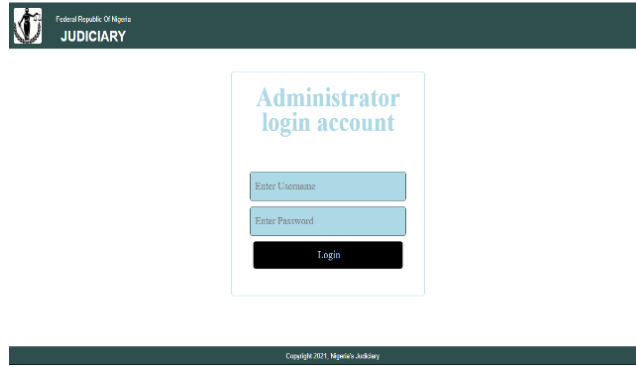 Federal Republic Of Nigeria
JUDICIARY
Administrator
login account
Enter Username
Enter Password
Login
Copyright 2021, Nigeria's Judiciary